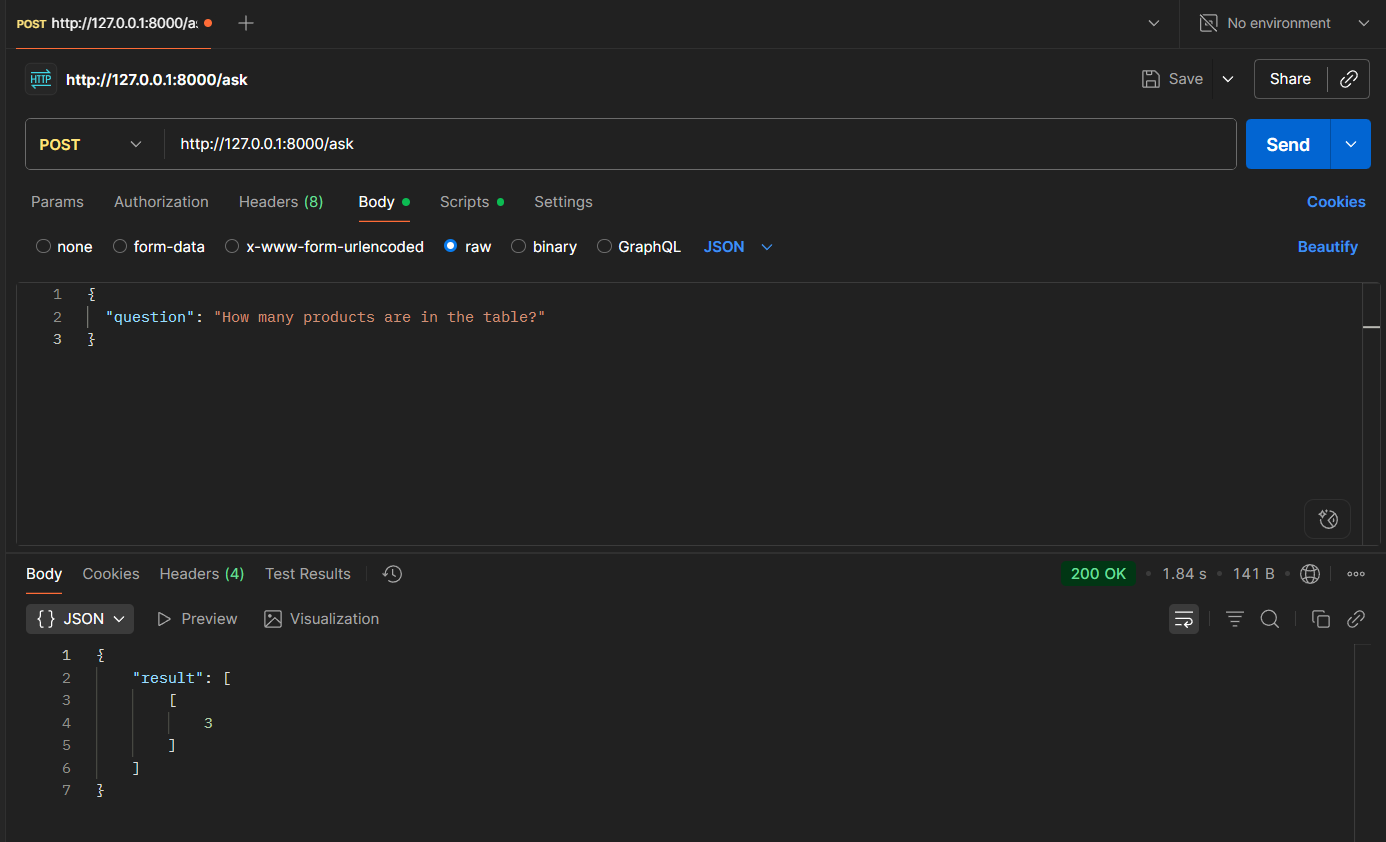 POST http://127.0.0.1:8000/a
No environment
HTTP http://127.0.0.1:8000/ask
Save
Share
POST
http://127.0.0.1:8000/ask
Send
Params
Authorization
Headers (8)
Body
Scripts
Settings
Cookies
none
form-data
x-www-form-urlencoded
raw
binary
GraphQL
JSON
Beautify
1 {
2 "question": "How many products are in the table?"
3 }
Body
Cookies
Headers (4)
Test Results
200 OK
1.84 s
141 B
{} JSON
Preview
Visualization
1 {
2 "result": [
3 [
4 3
5 ]
6 ]
7 }